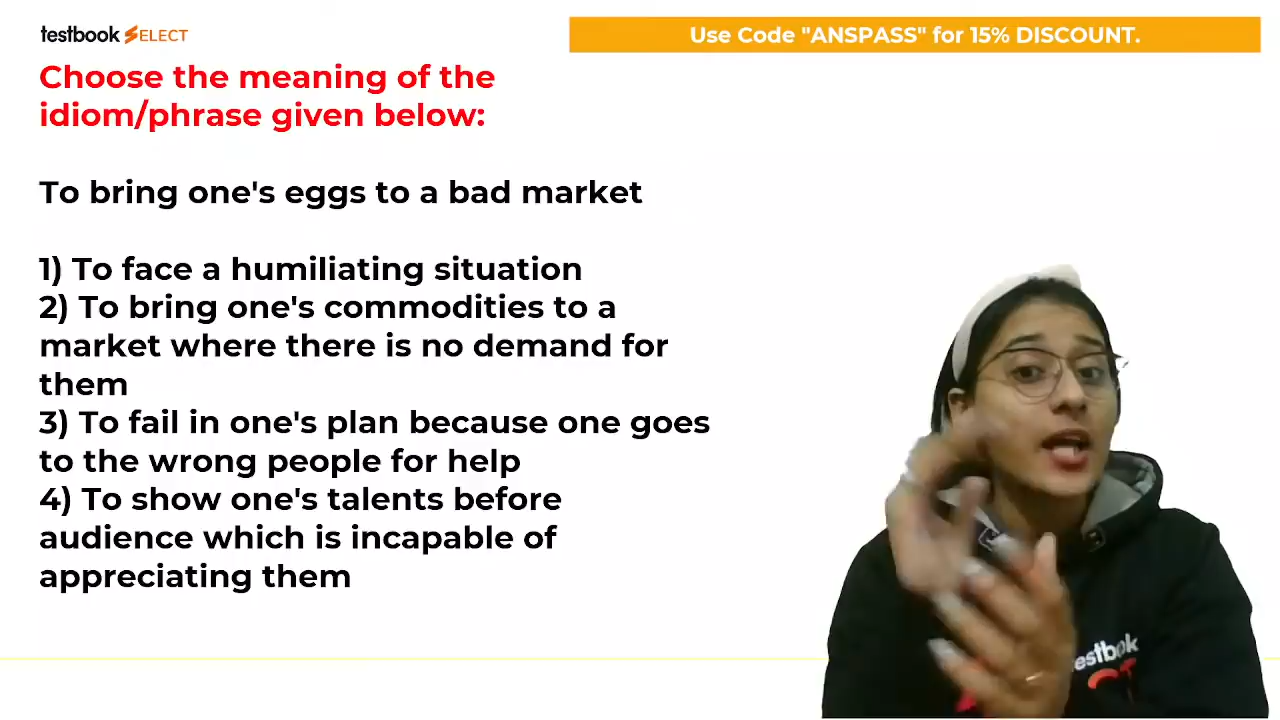 testbook SELECT
Use Code "ANSPASS" for 15% DISCOUNT.
Choose the meaning of the
idiom/phrase given below:
To bring one's eggs to a bad market
1) To face a humiliating situation
2) To bring one's commodities to a
market where there is no demand for
them
3) To fail in one's plan because one goes
to the wrong people for help
4) To show one's talents before
audience which is incapable of
appreciating them
testbook